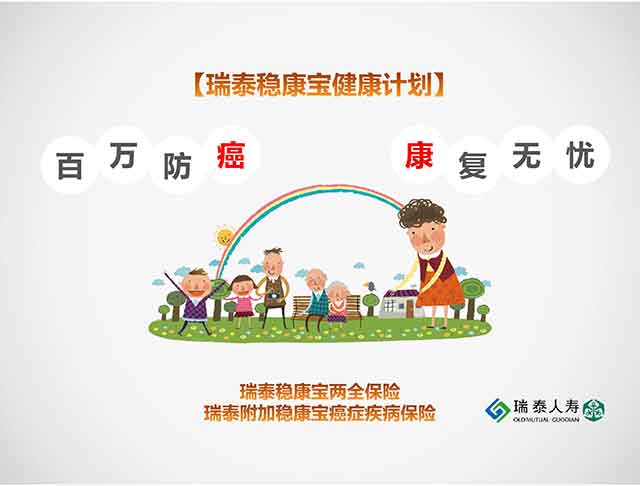 【瑞泰稳康宝健康计划】
百万防癌 康复无忧
瑞泰稳康宝两全保险
瑞泰附加稳康宝癌症疾病保险
瑞泰人寿
OLDMUTUAL·GUODIAN